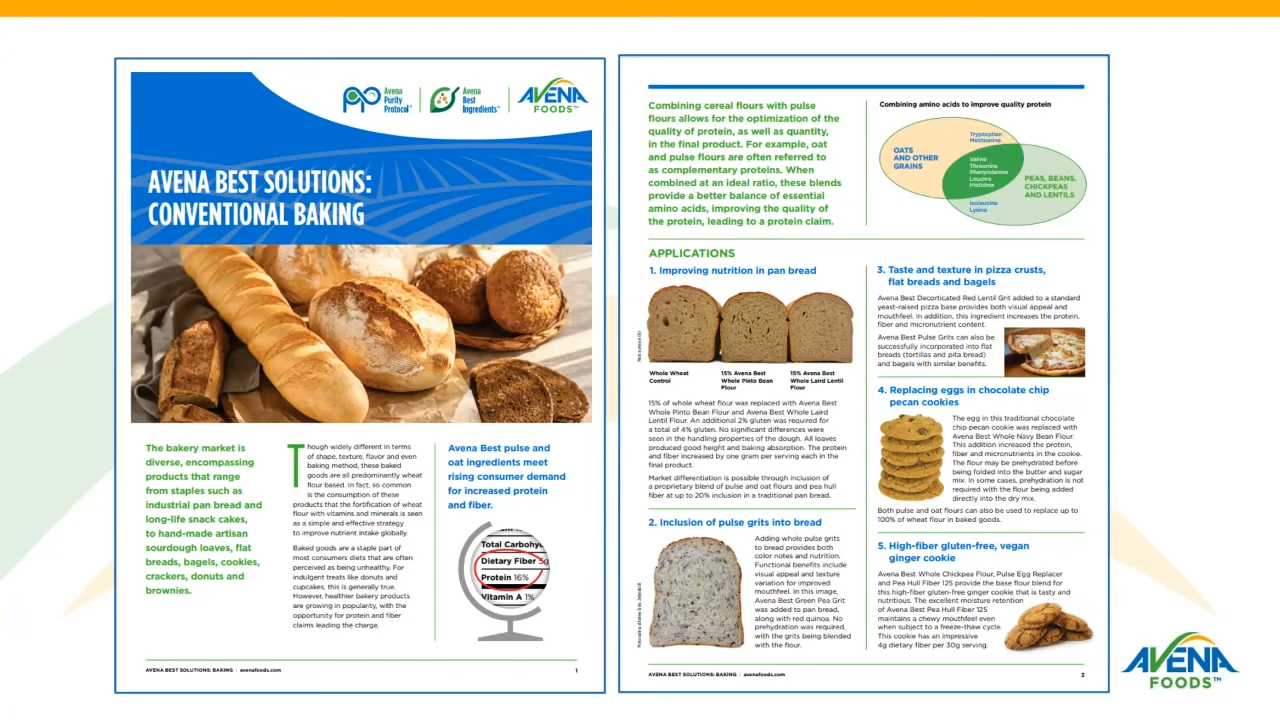 Avena
Purity
Protocol™
Avena
Best
Ingredients™
AVENA
FOODS™
AVENA BEST SOLUTIONS:
CONVENTIONAL BAKING
The bakery market is
diverse, encompassing
products that range
from staples such as
industrial pan bread and
long-life snack cakes,
to hand-made artisan
sourdough loaves, flat
breads, bagels, cookies,
crackers, donuts and
brownies.
Though widely different in terms
of shape, texture, flavor and even
baking method, these baked
goods are all predominantly wheat
flour based. In fact, so common
is the consumption of these
products that the fortification of wheat
flour with vitamins and minerals is seen
as a simple and effective strategy
to improve nutrient intake globally.
Baked goods are a staple part of
most consumers diets that are often
perceived as being unhealthy. For
indulgent treats like donuts and
cupcakes, this is generally true.
However, healthier bakery products
are growing in popularity, with the
opportunity for protein and fiber
claims leading the charge.
Avena Best pulse and
oat ingredients meet
rising consumer demand
for increased protein
and fiber.
Total Carbohy
Dietary Fiber 5g
Protein 16%
Vitamin A 1%
AVENA BEST SOLUTIONS: BAKING | avenafoods.com
1
Combining cereal flours with pulse
flours allows for the optimization of the
quality of protein, as well as quantity,
in the final product. For example, oat
and pulse flours are often referred to
as complementary proteins. When
combined at an ideal ratio, these blends
provide a better balance of essential
amino acids, improving the quality of
the protein, leading to a protein claim.
Combining amino acids to improve quality protein
OATS
AND OTHER
GRAINS
Tryptophan
Methionine
Valine
Threonine
Phenylalanine
Leucine
Histidine
Isoleucine
Lysine
PEAS, BEANS,
CHICKPEAS
AND LENTILS
APPLICATIONS
1. Improving nutrition in pan bread
Whole Wheat
Control
15% Avena Best
Whole Pinto Bean
Flour
15% Avena Best
Whole Laird Lentil
Flour
15% of whole wheat flour was replaced with Avena Best
Whole Pinto Bean Flour and Avena Best Whole Laird
Lentil Flour. An additional 2% gluten was required for
a total of 4% gluten. No significant differences were
seen in the handling properties of the dough. All loaves
produced good height and baking absorption. The protein
and fiber increased by one gram per serving each in the
final product.
Market differentiation is possible through inclusion of
a proprietary blend of pulse and oat flours and pea hull
fiber at up to 20% inclusion in a traditional pan bread.
2. Inclusion of pulse grits into bread
Adding whole pulse grits
to bread provides both
color notes and nutrition.
Functional benefits include
visual appeal and texture
variation for improved
mouthfeel. In this image,
Avena Best Green Pea Grit
was added to pan bread,
along with red quinoa. No
prehydration was required,
with the grits being blended
with the flour.
3. Taste and texture in pizza crusts,
flat breads and bagels
Avena Best Decorticated Red Lentil Grit added to a standard
yeast-raised pizza base provides both visual appeal and
mouthfeel. In addition, this ingredient increases the protein,
fiber and micronutrient content.
Avena Best Pulse Grits can also be
successfully incorporated into flat
breads (tortillas and pita bread)
and bagels with similar benefits.
4. Replacing eggs in chocolate chip
pecan cookies
The egg in this traditional chocolate
chip pecan cookie was replaced with
Avena Best Whole Navy Bean Flour.
This addition increased the protein,
fiber and micronutrients in the cookie.
The flour may be prehydrated before
being folded into the butter and sugar
mix. In some cases, prehydration is not
required with the flour being added
directly into the dry mix.
Both pulse and oat flours can also be used to replace up to
100% of wheat flour in baked goods.
5. High-fiber gluten-free, vegan
ginger cookie
Avena Best Whole Chickpea Flour, Pulse Egg Replacer
and Pea Hull Fiber 125 provide the base flour blend for
this high-fiber gluten-free ginger cookie that is tasty and
nutritious. The excellent moisture retention
of Avena Best Pea Hull Fiber 125
maintains a chewy mouthfeel even
when subject to a freeze-thaw cycle.
This cookie has an impressive
4g dietary fiber per 30g serving.
AVENA BEST SOLUTIONS: BAKING | avenafoods.com
3
AVENA
FOODS™